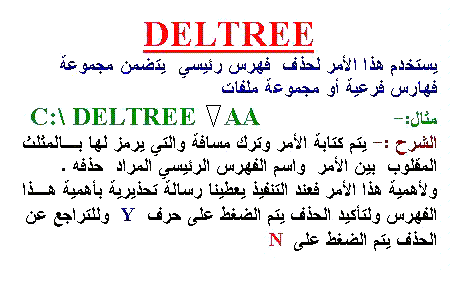 DELTREE
يستخدم هذا الأمر لحذف فهرس رئيسي يتضمن مجموعة
فهارس فرعية أو مجموعة ملفات
مثال:- C:\ DELTREE ▽AA
الشرح :- يتم كتابة الأمر وترك مسافة والتي يرمز لها بـــالمثلث
المقلوب بين الأمر واسم الفهرس الرئيسي المراد حذفه .
ولأهمية هذا الأمر فعند التنفيذ يعطينا رسالة تحذيرية بأهمية هـــذا
الفهرس ولتأكيد الحذف يتم الضغط على حرف Y وللتراجع عن
الحذف يتم الضغط على N